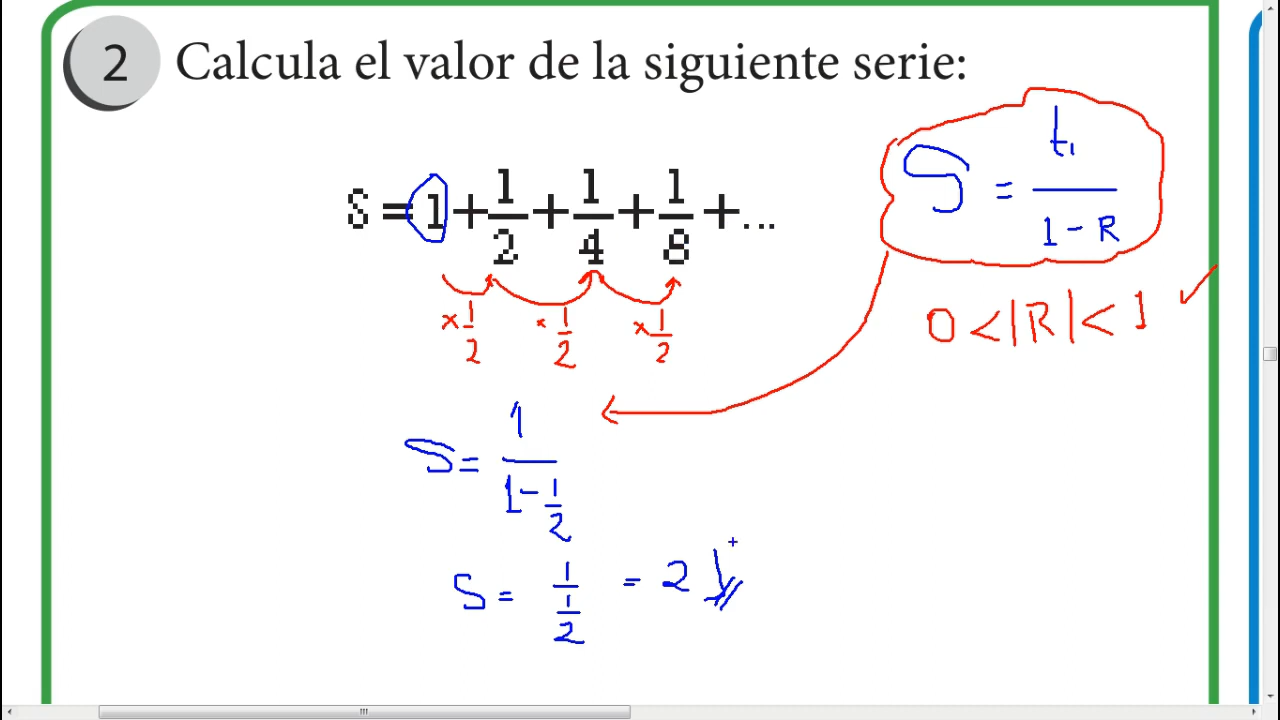 2 Calcula el valor de la siguiente serie:
S = 1 + 1/2 + 1/4 + 1/8 + ...
S = t₁/(1 - R)
×1/2 ×1/2 ×1/2
0 < |R| < 1 ✓
S = 1/(1 - 1/2)
S = 1/(1/2) = 2